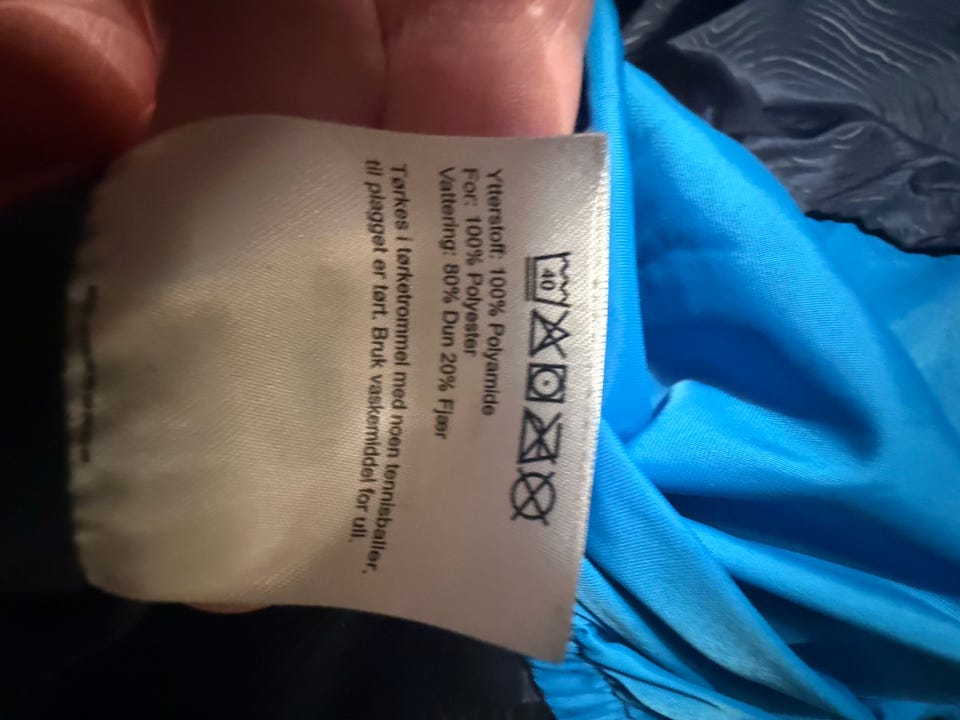 40
Ytterstoff: 100% Polyamide
For: 100% Polyester
Vattering: 80% Dun 20% Fjær
Tørkes i tørketrommel med noen tennisballer,
til plagget er tørt. Bruk vaskemiddel for ull.